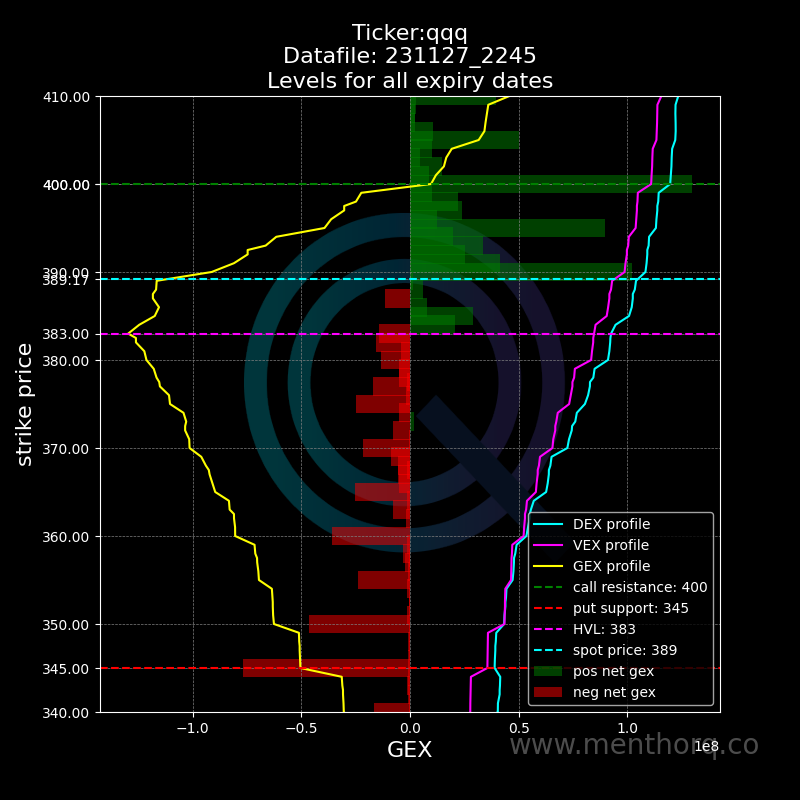 Ticker:qqq
Datafile: 231127_2245
Levels for all expiry dates
410.00
400.00
390.00
389.17
383.00
380.00
370.00
360.00
350.00
345.00
340.00
strike price
DEX profile
VEX profile
GEX profile
call resistance: 400
put support: 345
HVL: 383
spot price: 389
pos net gex
neg net gex
−1.0 −0.5 0.0 0.5 1.0
1e8
GEX
www.menthorq.co